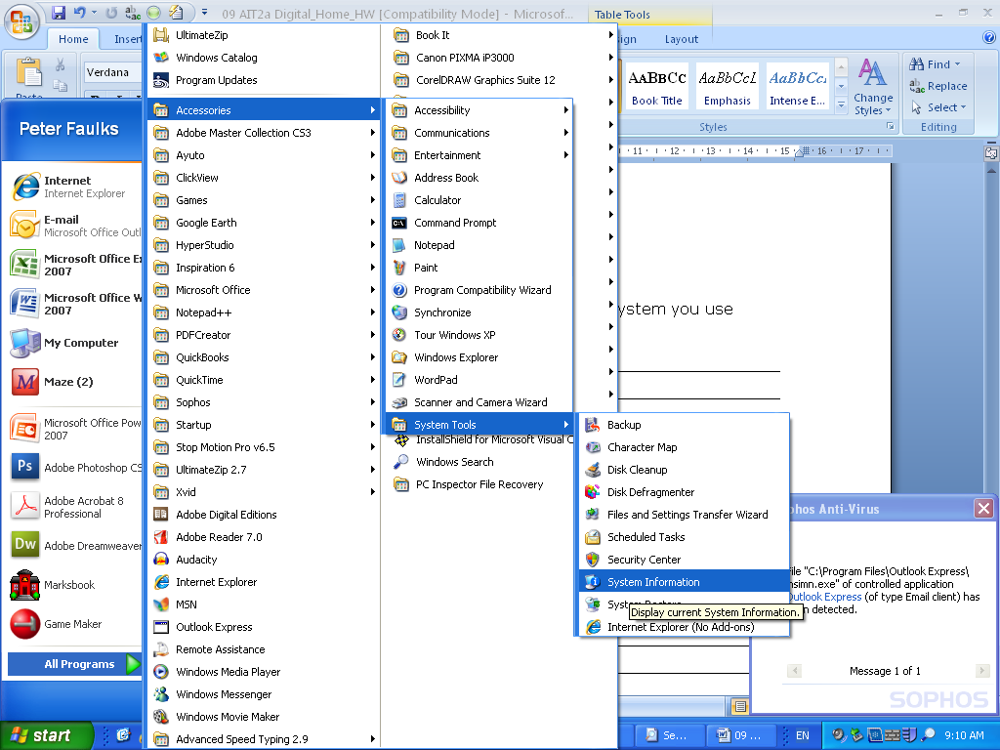 09 AIT2a Digital_Home_HW [Compatibility Mode] - Microsof...
Table Tools
Home
Insert
Layout
Verdana
AaBbCc
AaBbCcI
AaBbCc
Book Title
Emphasis
Intense E...
Change
Styles
Find
Replace
Select
Styles
Editing
11 12 13 14 15 16 17
ystem you use
Peter Faulks
Internet
Internet Explorer
E-mail
Microsoft Office Outl
Microsoft Office Ex
2007
Microsoft Office W
2007
My Computer
Maze (2)
Microsoft Office Pow
2007
Adobe Photoshop CS
Adobe Acrobat 8
Professional
Adobe Dreamweaver
Marksbook
Game Maker
All Programs
UltimateZip
Windows Catalog
Program Updates
Accessories
Adobe Master Collection CS3
Ayuto
ClickView
Games
Google Earth
HyperStudio
Inspiration 6
Microsoft Office
Notepad++
PDFCreator
QuickBooks
QuickTime
Sophos
Startup
Stop Motion Pro v6.5
UltimateZip 2.7
Xvid
Adobe Digital Editions
Adobe Reader 7.0
Audacity
Internet Explorer
MSN
Outlook Express
Remote Assistance
Windows Media Player
Windows Messenger
Windows Movie Maker
Advanced Speed Typing 2.9
Book It
Canon PIXMA iP3000
CorelDRAW Graphics Suite 12
Accessibility
Communications
Entertainment
Address Book
Calculator
Command Prompt
Notepad
Paint
Program Compatibility Wizard
Synchronize
Tour Windows XP
Windows Explorer
WordPad
Scanner and Camera Wizard
System Tools
InstallShield for Microsoft Visual C
Windows Search
PC Inspector File Recovery
Backup
Character Map
Disk Cleanup
Disk Defragmenter
Files and Settings Transfer Wizard
Scheduled Tasks
Security Center
System Information
Display current System Information.
Internet Explorer (No Add-ons)
phos Anti-Virus
ile "C:\Program Files\Outlook Express\
nsimn.exe" of controlled application
Outlook Express (of type Email client) has
n detected.
Message 1 of 1
SOPHOS
start
Se...
09 ...
EN
9:10 AM